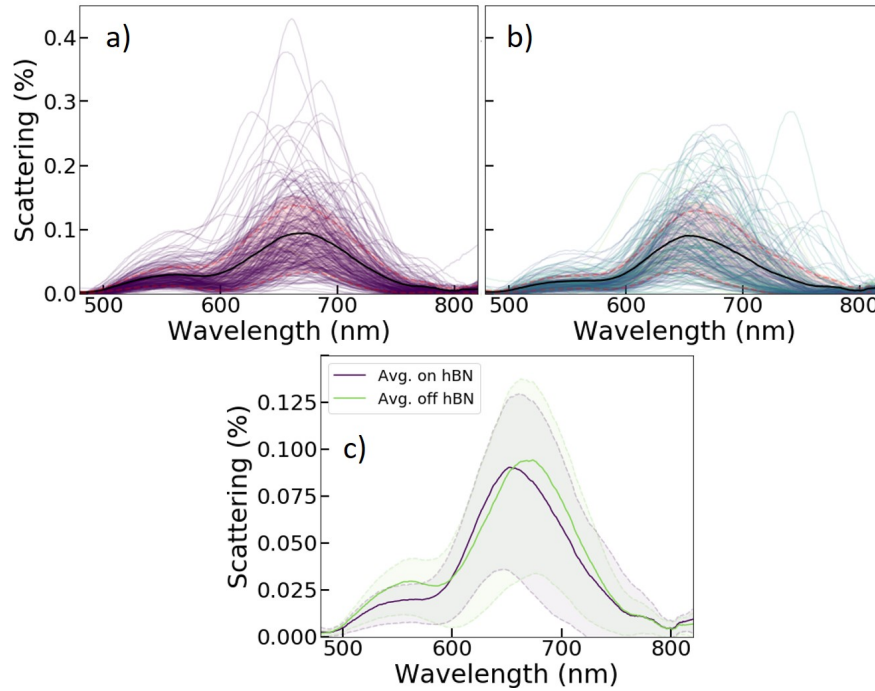 a)
b)
Scattering (%)
0.4
0.3
0.2
0.1
0.0
500 600 700 800
500 600 700 800
Wavelength (nm)
Wavelength (nm)
Avg. on hBN
Avg. off hBN
c)
Scattering (%)
0.125
0.100
0.075
0.050
0.025
0.000
500 600 700 800
Wavelength (nm)